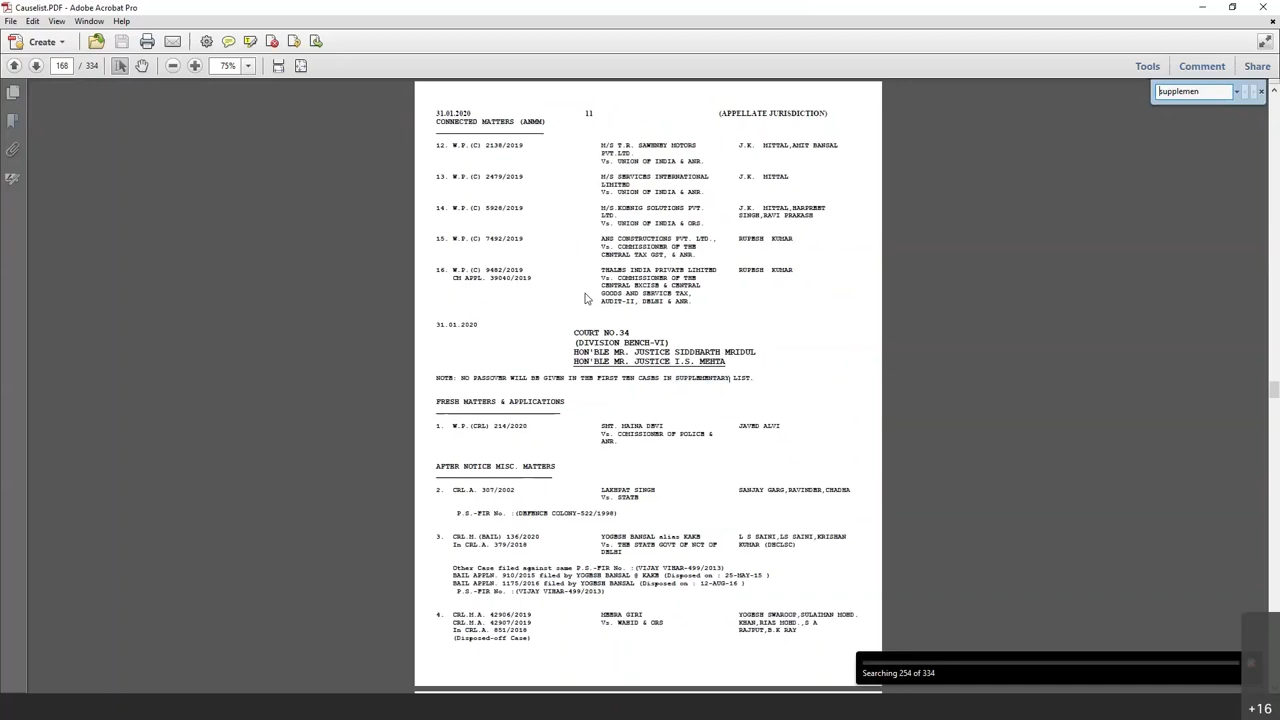 Causelist.PDF - Adobe Acrobat Pro
File Edit View Window Help
Create
168 / 334 75% Tools Comment Share
supplemen
31.01.2020 11 (APPELLATE JURISDICTION)
CONNECTED MATTERS (ANMM)
12. W.P.(C) 2138/2019 M/S T.R. SAWHNEY MOTORS J.K. MITTAL,AMIT BANSAL
PVT.LTD.
Vs. UNION OF INDIA & ANR.
13. W.P.(C) 2479/2019 M/S SERVICES INTERNATIONAL J.K. MITTAL
LIMITED
Vs. UNION OF INDIA & ANR.
14. W.P.(C) 5928/2019 M/S.KOENIG SOLUTIONS PVT. J.K. MITTAL,HARPREET
LTD. SINGH,RAVI PRAKASH
Vs. UNION OF INDIA & ORS.
15. W.P.(C) 7492/2019 ANS CONSTRUCTIONS PVT. LTD., RUPESH KUMAR
Vs. COMMISSIONER OF THE
CENTRAL TAX GST, & ANR.
16. W.P.(C) 9482/2019 THALES INDIA PRIVATE LIMITED RUPESH KUMAR
CM APPL. 39040/2019 Vs. COMMISSIONER OF THE
CENTRAL EXCISE & CENTRAL
GOODS AND SERVICE TAX,
AUDIT-II, DELHI & ANR.
31.01.2020
COURT NO.34
(DIVISION BENCH-VI)
HON'BLE MR. JUSTICE SIDDHARTH MRIDUL
HON'BLE MR. JUSTICE I.S. MEHTA
NOTE: NO PASSOVER WILL BE GIVEN IN THE FIRST TEN CASES IN SUPPLEMENTARY LIST.
FRESH MATTERS & APPLICATIONS
1. W.P.(CRL) 214/2020 SMT. MAINA DEVI JAVED ALVI
Vs. COMISSIONER OF POLICE &
ANR.
AFTER NOTICE MISC. MATTERS
2. CRL.A. 307/2002 LAKHPAT SINGH SANJAY GARG,RAVINDER,CHADHA
Vs. STATE
P.S.-FIR No. :(DEFENCE COLONY-522/1998)
3. CRL.M.(BAIL) 136/2020 YOGESH BANSAL alias KAKE L S SAINI,LS SAINI,KRISHAN
In CRL.A. 379/2018 Vs. THE STATE GOVT OF NCT OF KUMAR (DHCLSC)
DELHI
Other Case filed against same P.S.-FIR No. :(VIJAY VIHAR-499/2013)
BAIL APPLN. 910/2015 filed by YOGESH BANSAL @ KAKE (Disposed on : 25-MAY-15 )
BAIL APPLN. 1175/2016 filed by YOGESH BANSAL (Disposed on : 12-AUG-16 )
P.S.-FIR No. :(VIJAY VIHAR-499/2013)
4. CRL.M.A. 42906/2019 MEERA GIRI YOGESH SWAROOP,SULAIMAN MOHD.
CRL.M.A. 42907/2019 Vs. WAHID & ORS KHAN,RIAZ MOHD.,S A
In CRL.A. 851/2018 RAJPUT,B.K RAY
(Disposed-off Case)
Searching 254 of 334
+16